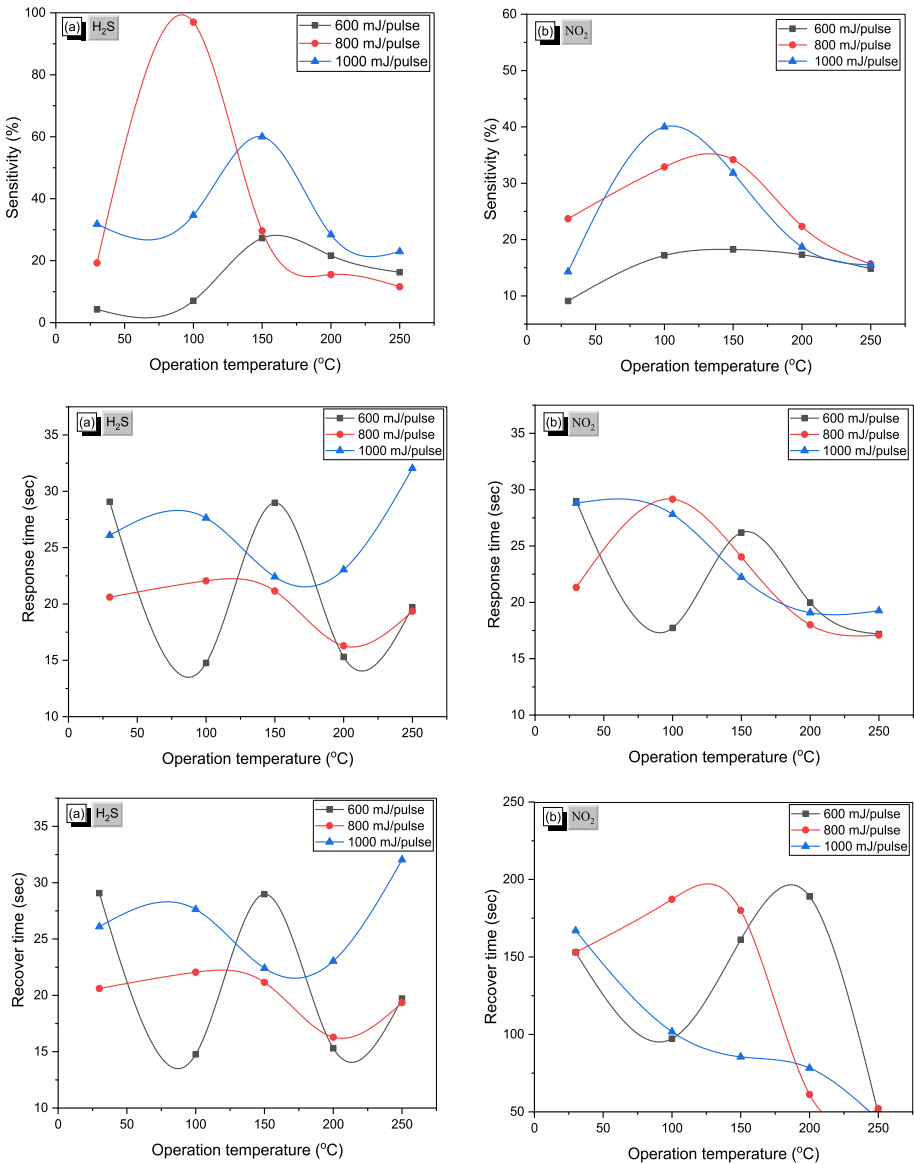 (a) H₂S
600 mJ/pulse
800 mJ/pulse
1000 mJ/pulse
100
80
60
40
20
0
Sensitivity (%)
0 50 100 150 200 250
Operation temperature (°C)
(b) NO₂
600 mJ/pulse
800 mJ/pulse
1000 mJ/pulse
60
50
40
30
20
10
Sensitivity (%)
0 50 100 150 200 250
Operation temperature (°C)
(a) H₂S
600 mJ/pulse
800 mJ/pulse
1000 mJ/pulse
35
30
25
20
15
10
Response time (sec)
0 50 100 150 200 250
Operation temperature (°C)
(b) NO₂
600 mJ/pulse
800 mJ/pulse
1000 mJ/pulse
35
30
25
20
15
10
Response time (sec)
0 50 100 150 200 250
Operation temperature (°C)
(a) H₂S
600 mJ/pulse
800 mJ/pulse
1000 mJ/pulse
35
30
25
20
15
10
Recover time (sec)
0 50 100 150 200 250
Operation temperature (°C)
(b) NO₂
600 mJ/pulse
800 mJ/pulse
1000 mJ/pulse
250
200
150
100
50
Recover time (sec)
0 50 100 150 200 250
Operation temperature (°C)